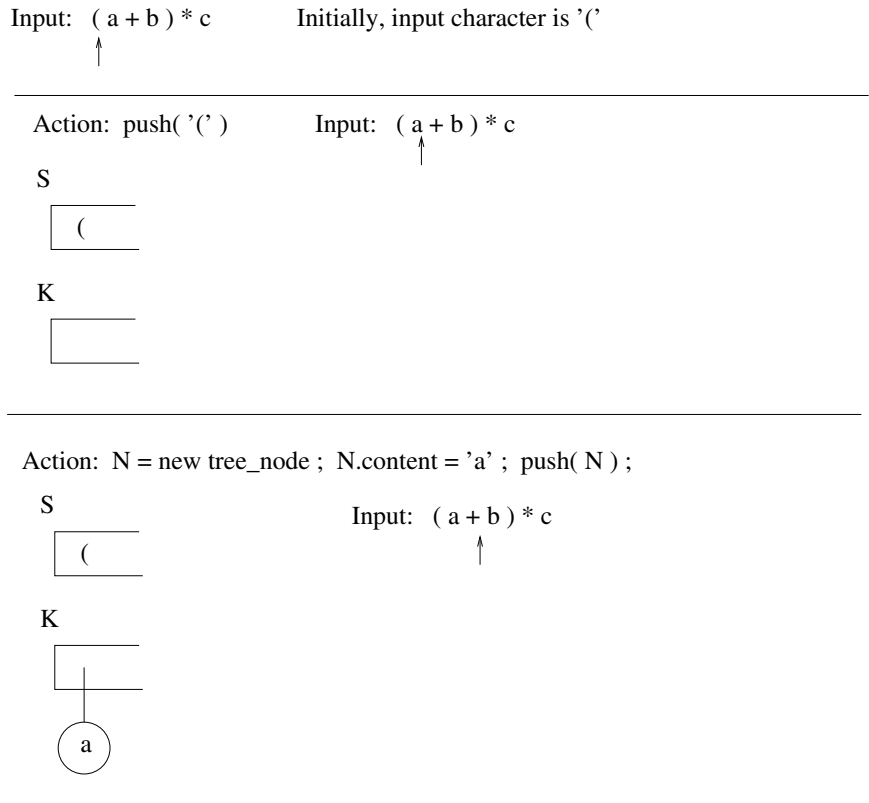 Input: ( a + b ) * c Initially, input character is ’(’
Action: push( ’(’ ) Input: ( a + b ) * c
S
(
K
Action: N = new tree_node ; N.content = ’a’ ; push( N ) ;
S
Input: ( a + b ) * c
(
K
a